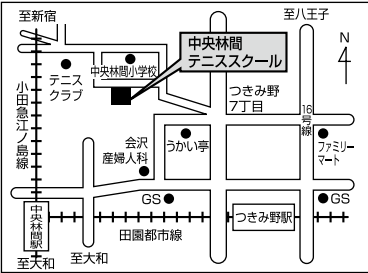 至新宿
至八王子
N
中央林間
テニススクール
中央林間小学校
テニス
クラブ
つきみ野
7丁目
16号線
小田急江ノ島線
会沢
産婦人科
うかい亭
ファミリー
マート
GS
GS
中央林間駅
つきみ野駅
田園都市線
至大和
至大和